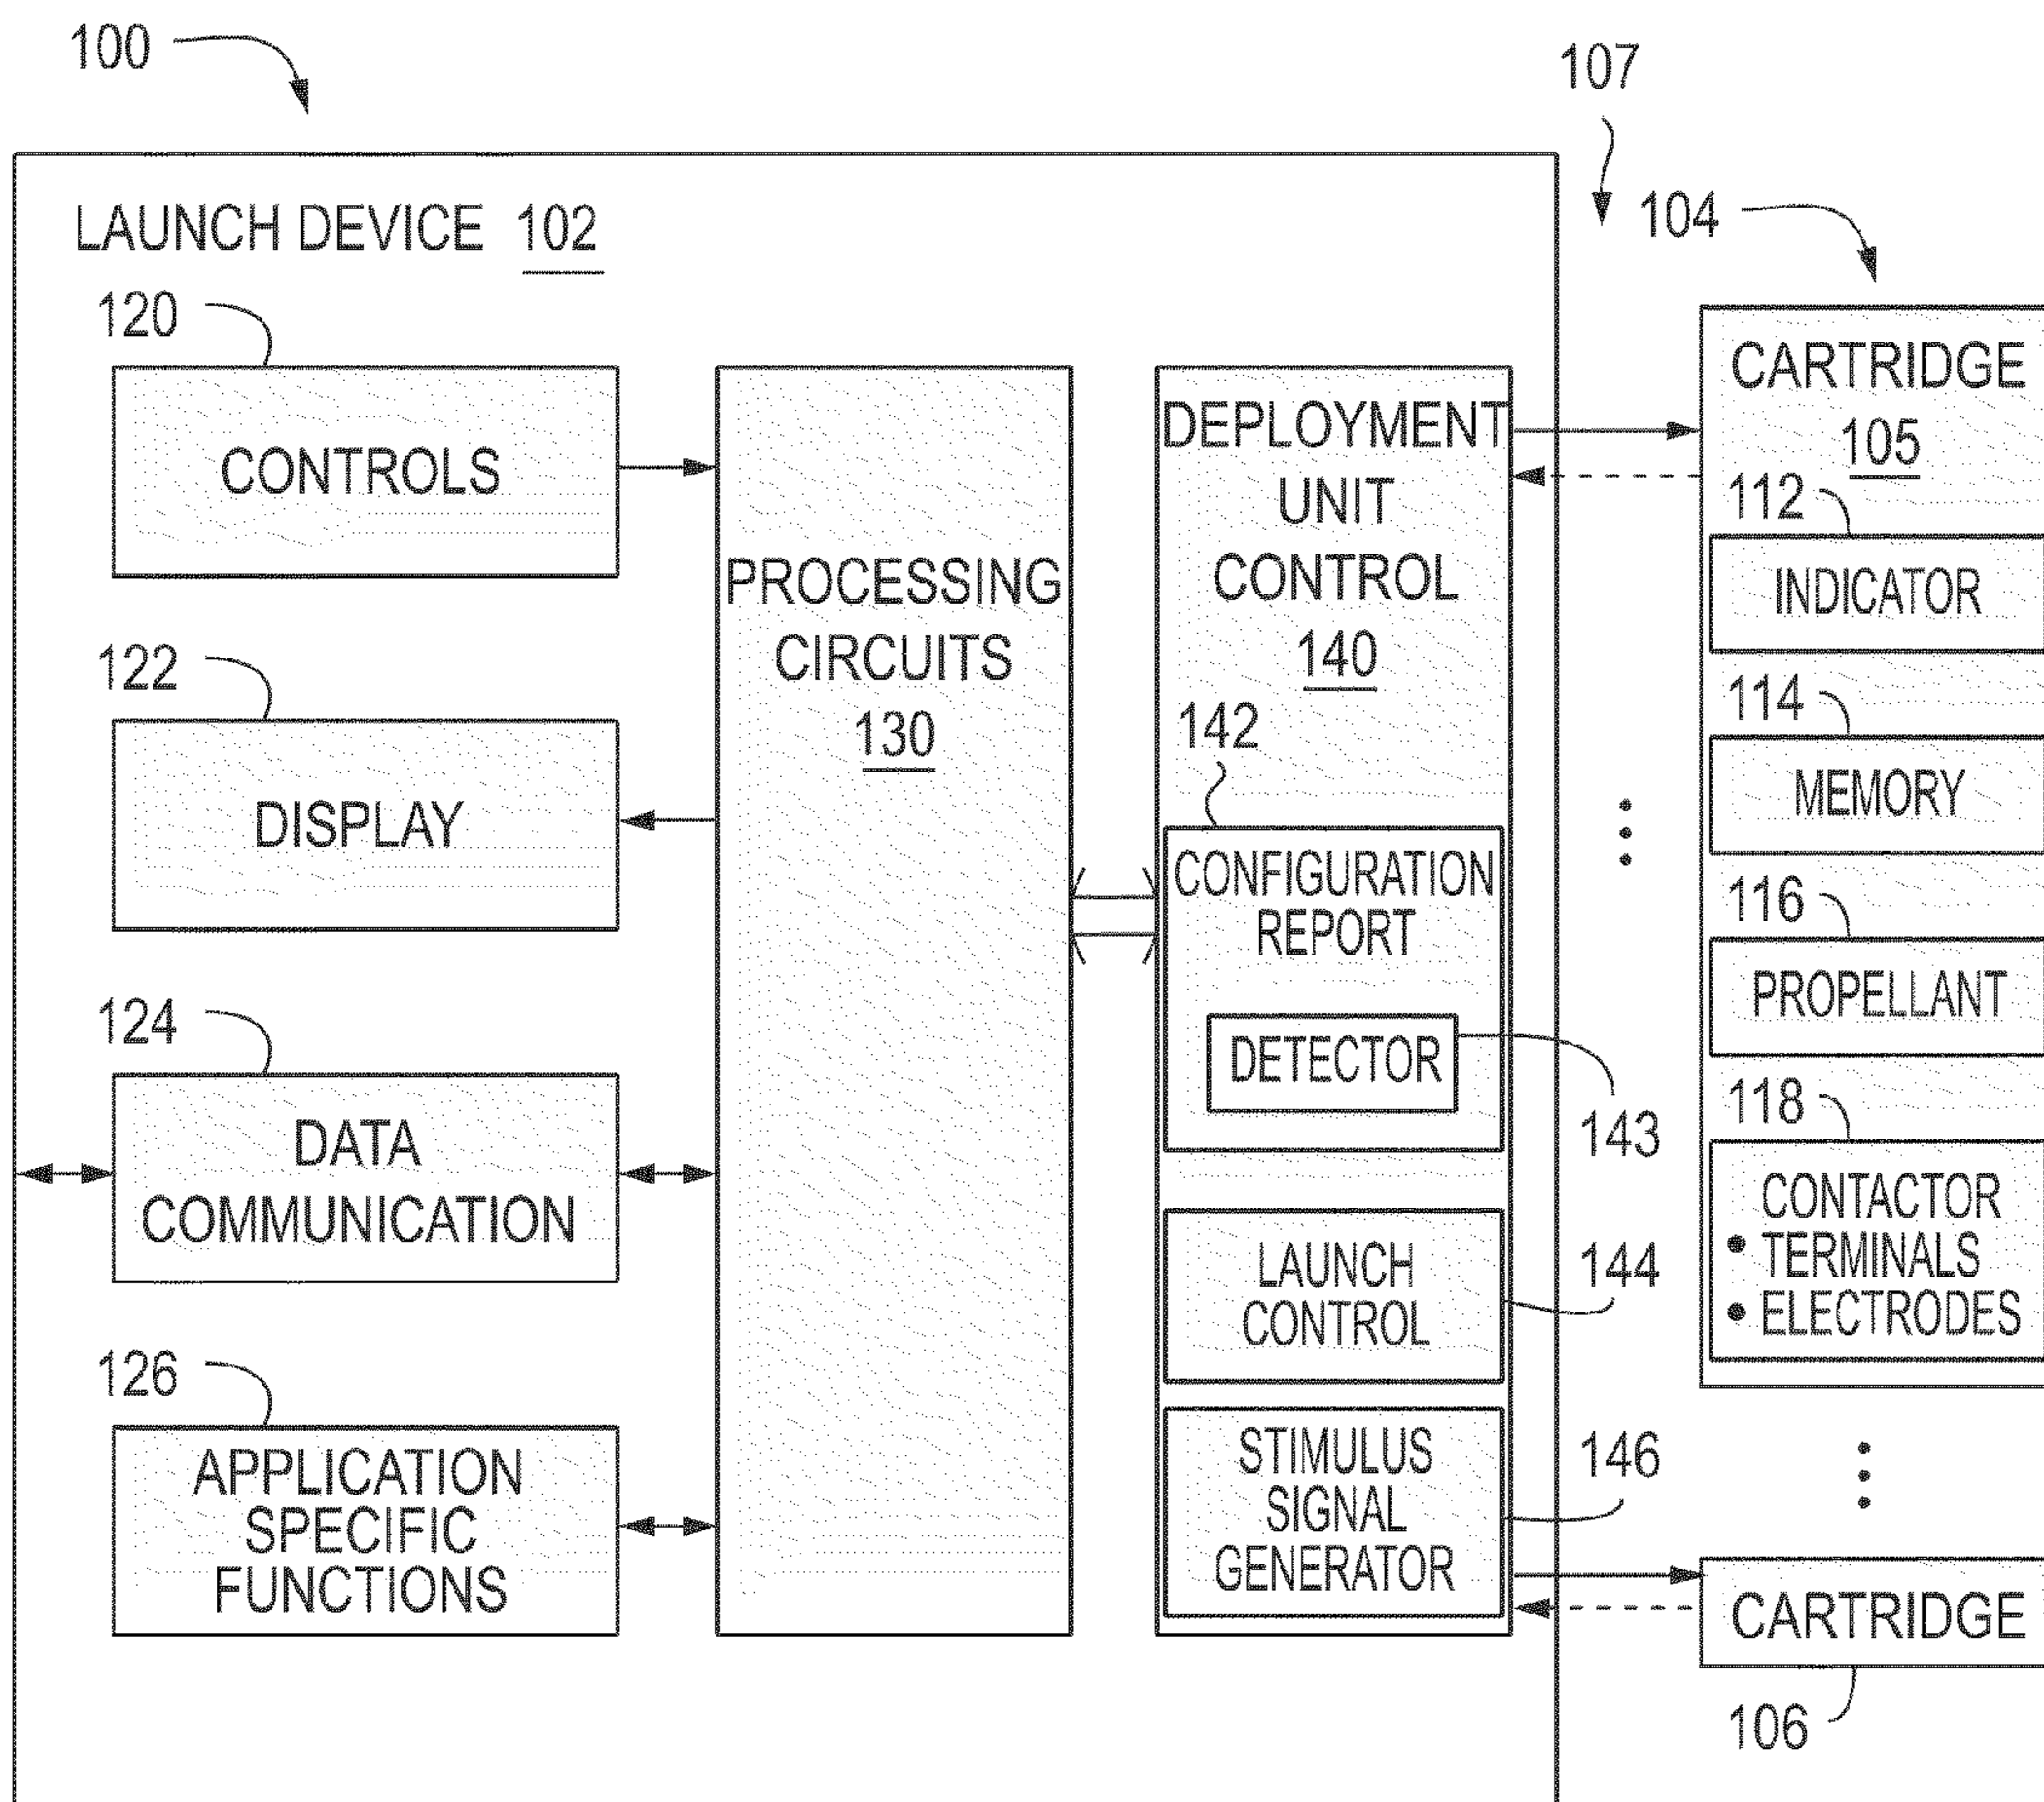 100
107
LAUNCH DEVICE 102
104
120
CONTROLS
122
DISPLAY
124
DATA
COMMUNICATION
126
APPLICATION
SPECIFIC
FUNCTIONS
PROCESSING
CIRCUITS
130
DEPLOYMENT
UNIT
CONTROL
140
142
CONFIGURATION
REPORT
DETECTOR
143
LAUNCH
CONTROL
144
STIMULUS
SIGNAL
GENERATOR
146
CARTRIDGE
105
112
INDICATOR
114
MEMORY
116
PROPELLANT
118
CONTACTOR
• TERMINALS
• ELECTRODES
CARTRIDGE
106